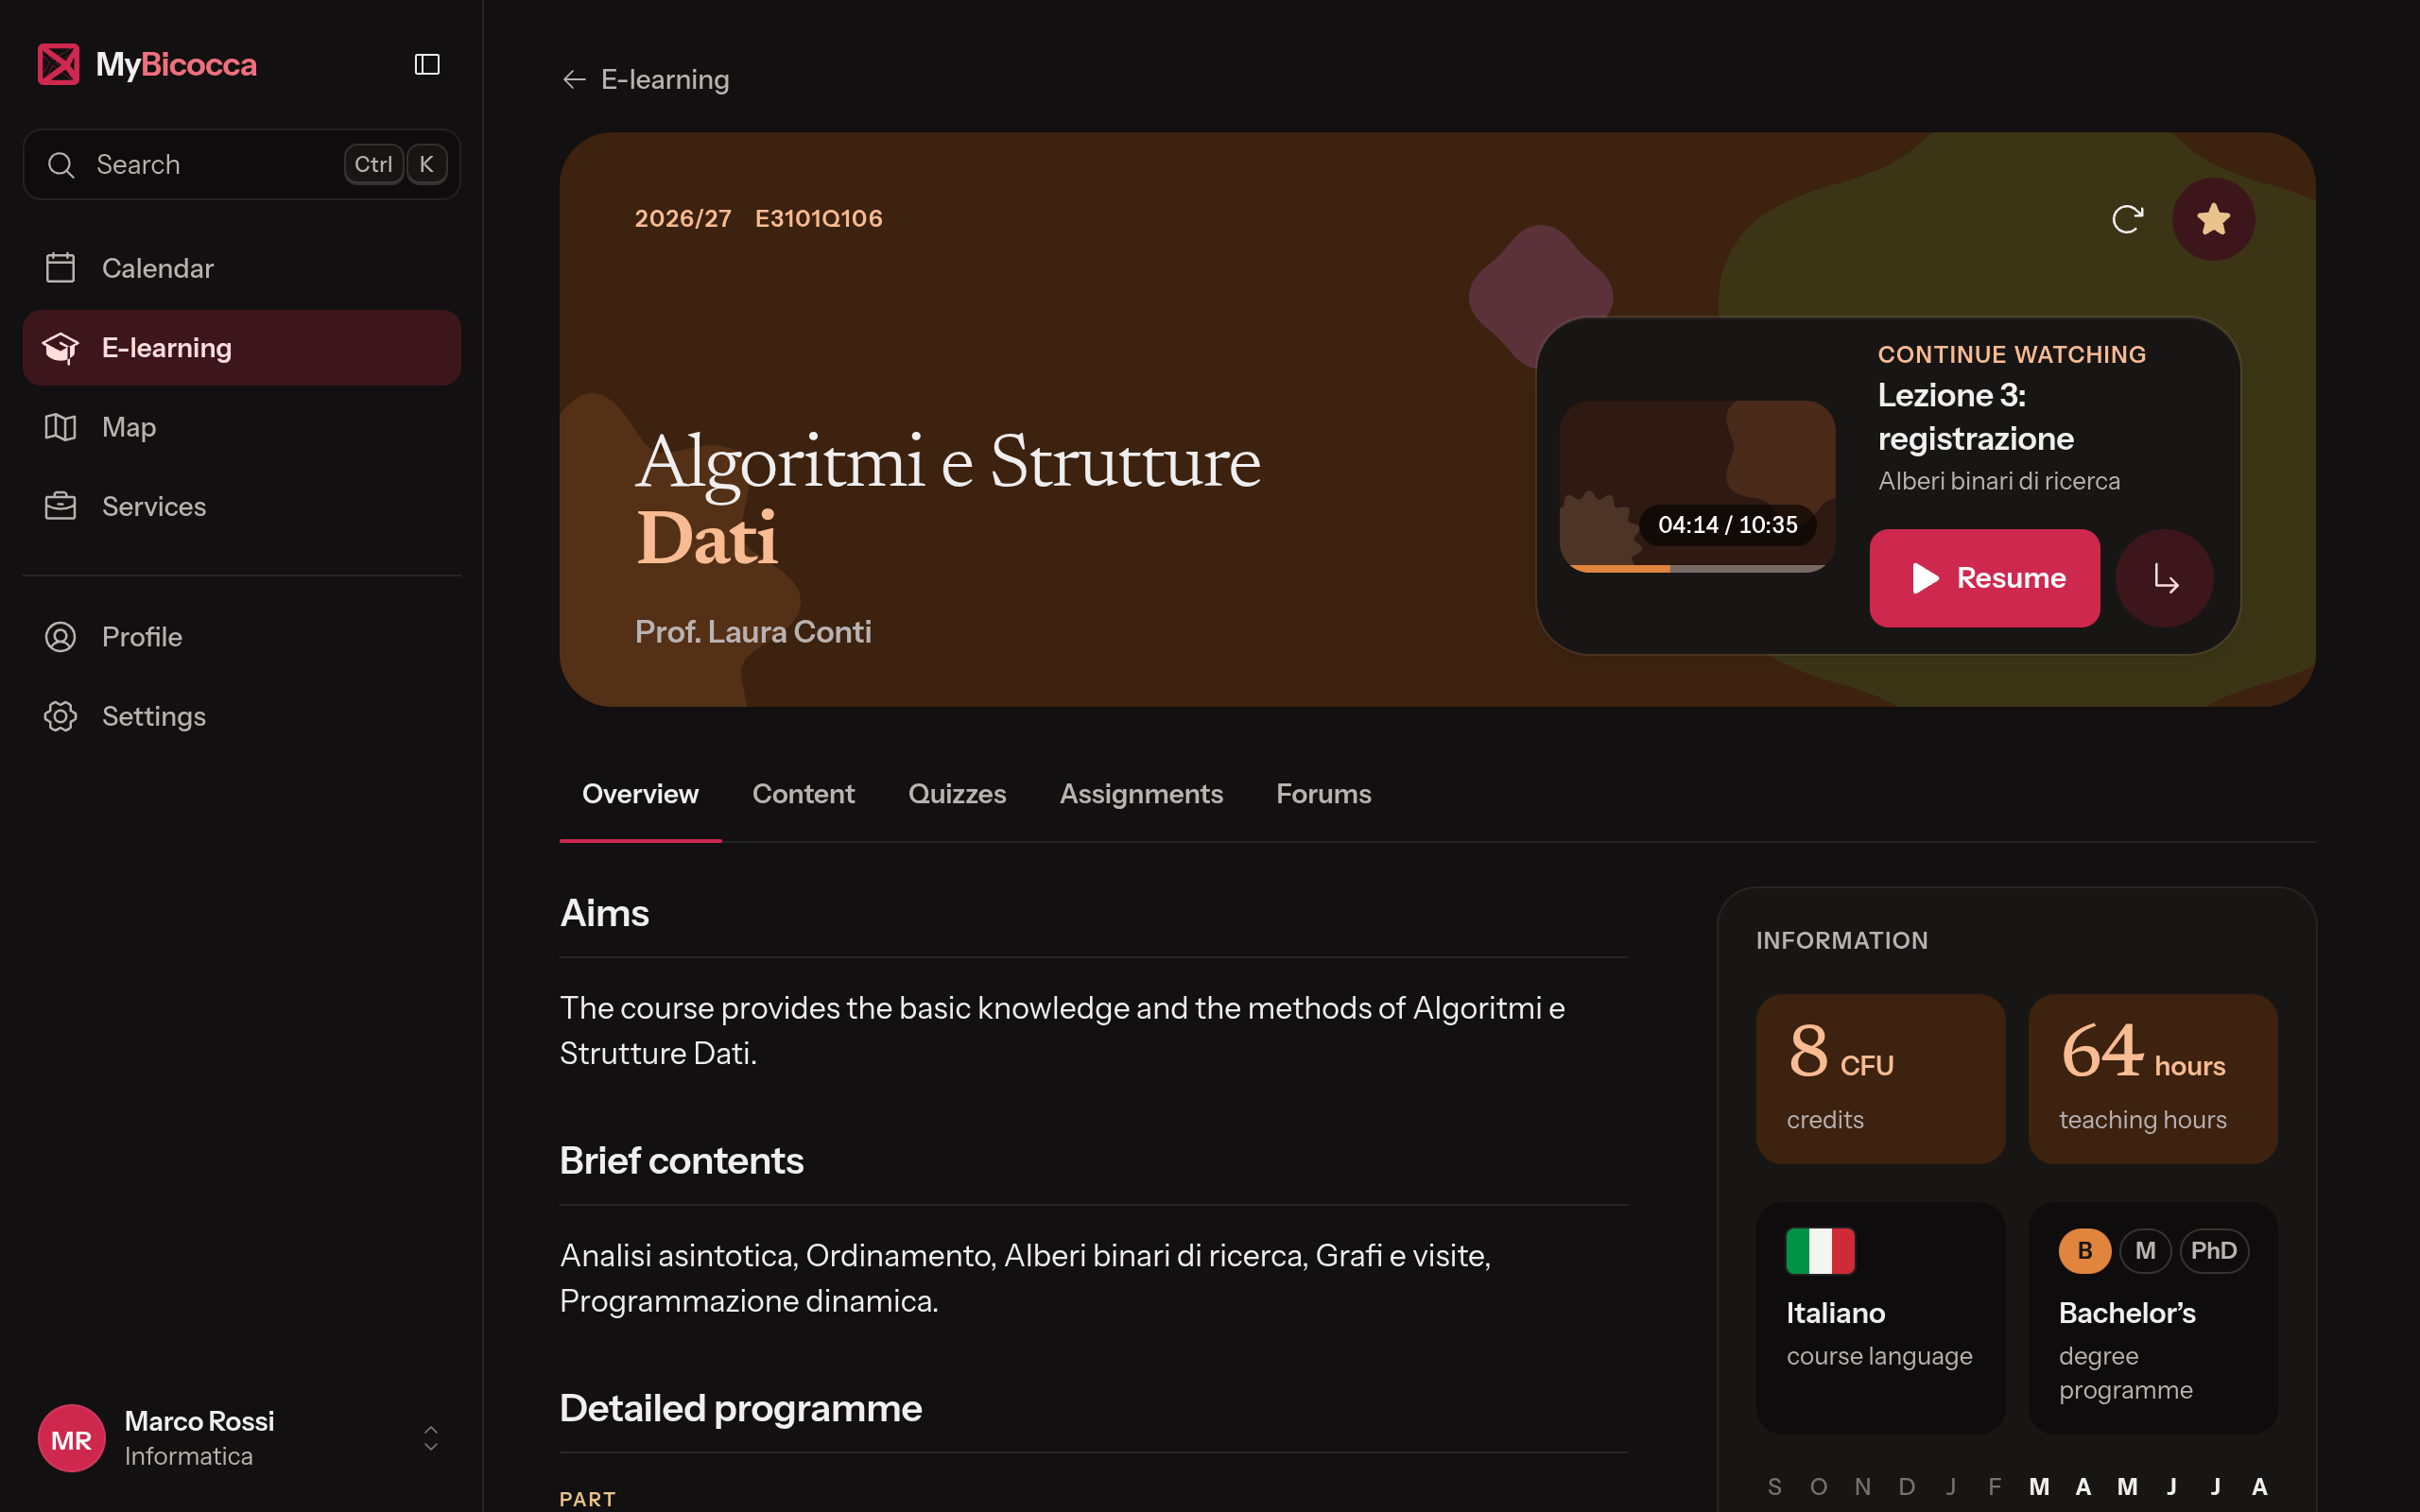 MyBicocca
Search
Ctrl K
Calendar
E-learning
Map
Services
Profile
Settings
MR
Marco Rossi
Informatica
E-learning
2026/27 E3101Q106
Algoritmi e Strutture
Dati
Prof. Laura Conti
CONTINUE WATCHING
Lezione 3:
registrazione
Alberi binari di ricerca
04:14 / 10:35
Resume
Overview Content Quizzes Assignments Forums
Aims
The course provides the basic knowledge and the methods of Algoritmi e
Strutture Dati.
Brief contents
Analisi asintotica, Ordinamento, Alberi binari di ricerca, Grafi e visite,
Programmazione dinamica.
Detailed programme
PART
INFORMATION
8 CFU
credits
64 hours
teaching hours
Italiano
course language
B M PhD
Bachelor’s
degree
programme
S O N D J F M A M J J A